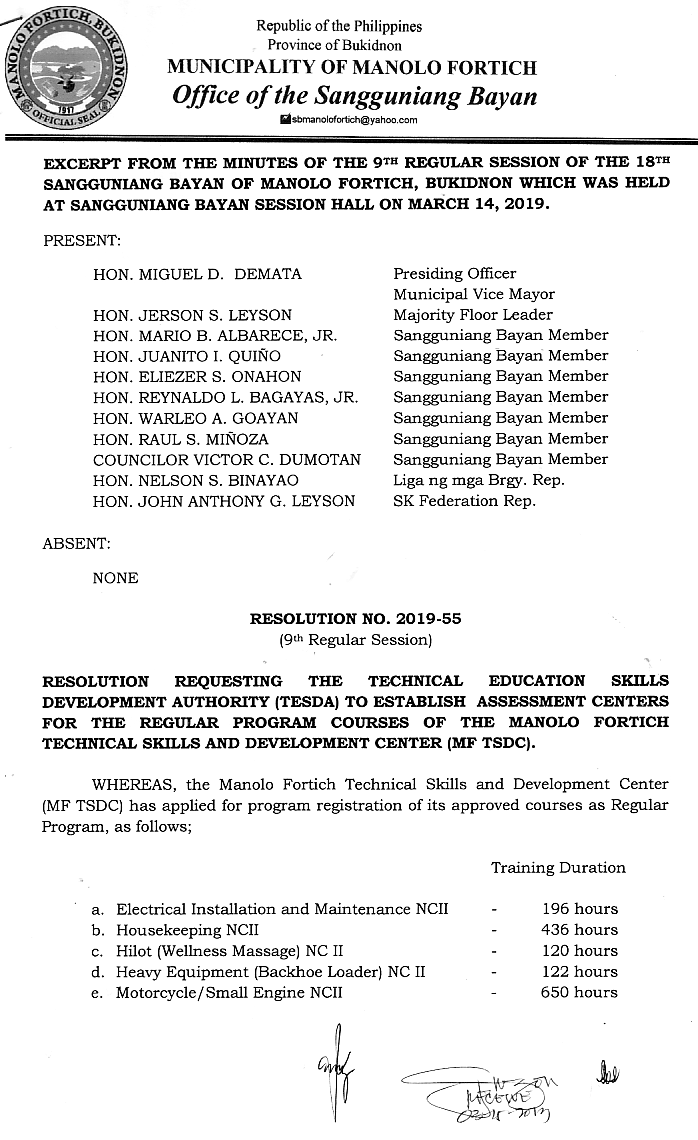 MANOLO FORTICH, BUKIDNON
1917
OFFICIAL SEAL
Republic of the Philippines
Province of Bukidnon
MUNICIPALITY OF MANOLO FORTICH
Office of the Sangguniang Bayan
sbmanolofortich@yahoo.com
EXCERPT FROM THE MINUTES OF THE 9TH REGULAR SESSION OF THE 18TH
SANGGUNIANG BAYAN OF MANOLO FORTICH, BUKIDNON WHICH WAS HELD
AT SANGGUNIANG BAYAN SESSION HALL ON MARCH 14, 2019.
PRESENT:
HON. MIGUEL D. DEMATA Presiding Officer
Municipal Vice Mayor
HON. JERSON S. LEYSON Majority Floor Leader
HON. MARIO B. ALBARECE, JR. Sangguniang Bayan Member
HON. JUANITO I. QUIÑO Sangguniang Bayan Member
HON. ELIEZER S. ONAHON Sangguniang Bayan Member
HON. REYNALDO L. BAGAYAS, JR. Sangguniang Bayan Member
HON. WARLEO A. GOAYAN Sangguniang Bayan Member
HON. RAUL S. MIÑOZA Sangguniang Bayan Member
COUNCILOR VICTOR C. DUMOTAN Sangguniang Bayan Member
HON. NELSON S. BINAYAO Liga ng mga Brgy. Rep.
HON. JOHN ANTHONY G. LEYSON SK Federation Rep.
ABSENT:
NONE
RESOLUTION NO. 2019-55
(9th Regular Session)
RESOLUTION REQUESTING THE TECHNICAL EDUCATION SKILLS
DEVELOPMENT AUTHORITY (TESDA) TO ESTABLISH ASSESSMENT CENTERS
FOR THE REGULAR PROGRAM COURSES OF THE MANOLO FORTICH
TECHNICAL SKILLS AND DEVELOPMENT CENTER (MF TSDC).
WHEREAS, the Manolo Fortich Technical Skills and Development Center
(MF TSDC) has applied for program registration of its approved courses as Regular
Program, as follows;
Training Duration
a. Electrical Installation and Maintenance NCII - 196 hours
b. Housekeeping NCII - 436 hours
c. Hilot (Wellness Massage) NC II - 120 hours
d. Heavy Equipment (Backhoe Loader) NC II - 122 hours
e. Motorcycle/Small Engine NCII - 650 hours